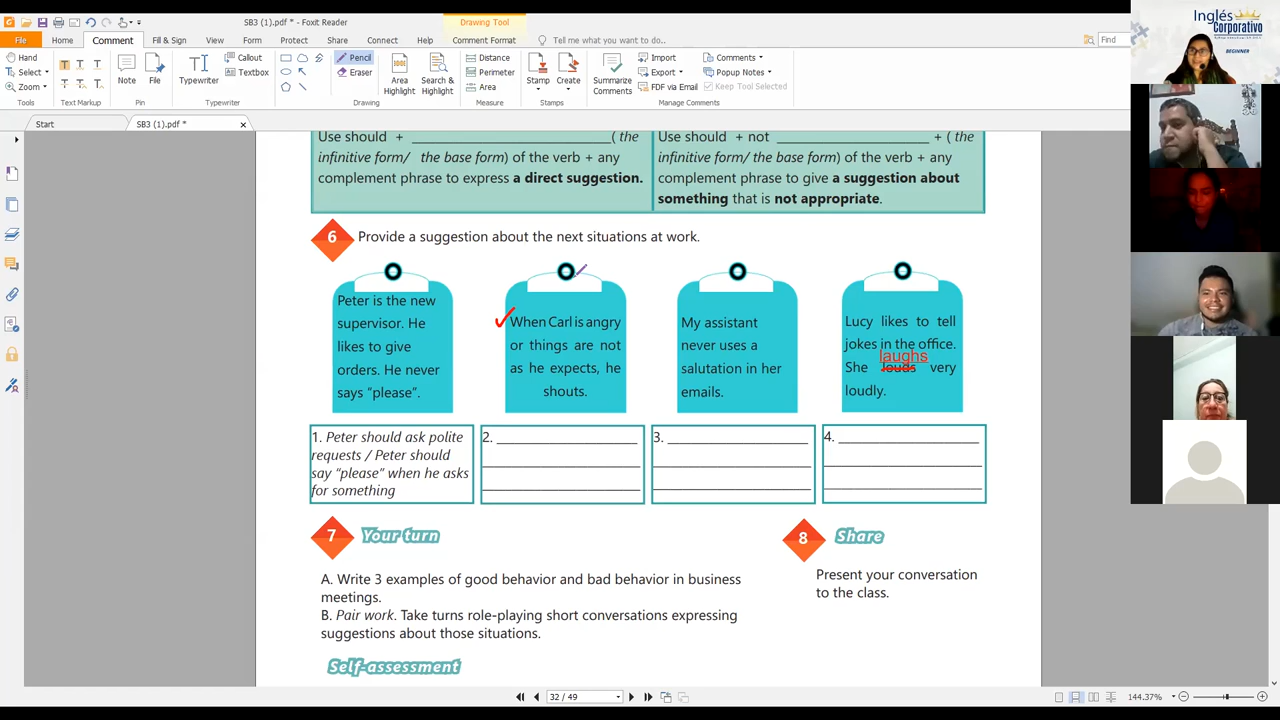 SB3 (1).pdf * - Foxit Reader
Drawing Tool
File
Home
Comment
Fill & Sign
View
Form
Protect
Share
Connect
Help
Comment Format
Tell me what you want to do...
Find
Hand
Select
Zoom
Tools
Text Markup
Note
File
Pin
Typewriter
Callout
Textbox
Typewriter
Pencil
Eraser
Drawing
Area Highlight
Search & Highlight
Distance
Perimeter
Area
Measure
Stamp
Create
Stamps
Summarize Comments
Import
Export
FDF via Email
Comments
Popup Notes
Keep Tool Selected
Manage Comments
Start
SB3 (1).pdf *
Use should + ____ ( the
infinitive form/ the base form) of the verb + any
complement phrase to express a direct suggestion.
Use should + not ____ + ( the
infinitive form/ the base form) of the verb + any
complement phrase to give a suggestion about
something that is not appropriate.
6 Provide a suggestion about the next situations at work.
Peter is the new
supervisor. He
likes to give
orders. He never
says "please".
When Carl is angry
or things are not
as he expects, he
shouts.
My assistant
never uses a
salutation in her
emails.
Lucy likes to tell
jokes in the office.
laughs
She louds very
loudly.
1. Peter should ask polite
requests / Peter should
say "please" when he asks
for something
2.
3.
4.
7 Your turn
A. Write 3 examples of good behavior and bad behavior in business
meetings.
B. Pair work. Take turns role-playing short conversations expressing
suggestions about those situations.
8 Share
Present your conversation
to the class.
Self-assessment
32 / 49
144.37%
Inglés
Corporativo
BEGINNER